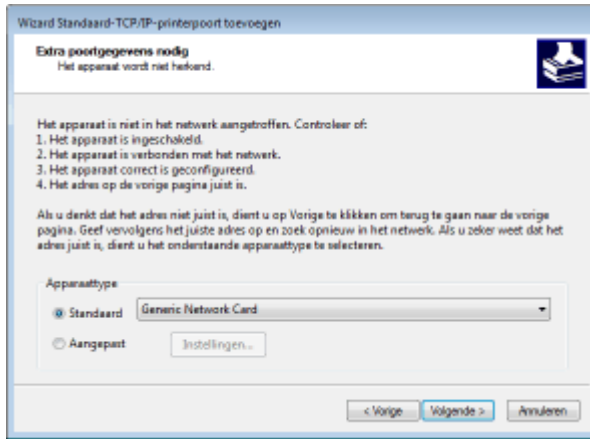 Wizard Standaard-TCP/IP-printerpoort toevoegen
Extra poortgegevens nodig
Het apparaat wordt niet herkend.
Het apparaat is niet in het netwerk aangetroffen. Controleer of:
1. Het apparaat is ingeschakeld.
2. Het apparaat is verbonden met het netwerk.
3. Het apparaat correct is geconfigureerd.
4. Het adres op de vorige pagina juist is.
Als u denkt dat het adres niet juist is, dient u op Vorige te klikken om terug te gaan naar de vorige
pagina. Geef vervolgens het juiste adres op en zoek opnieuw in het netwerk. Als u zeker weet dat het
adres juist is, dient u het onderstaande apparaattype te selecteren.
Apparaattype
Standaard Generic Network Card
Aangepast Instellingen...
< Vorige Volgende > Annuleren